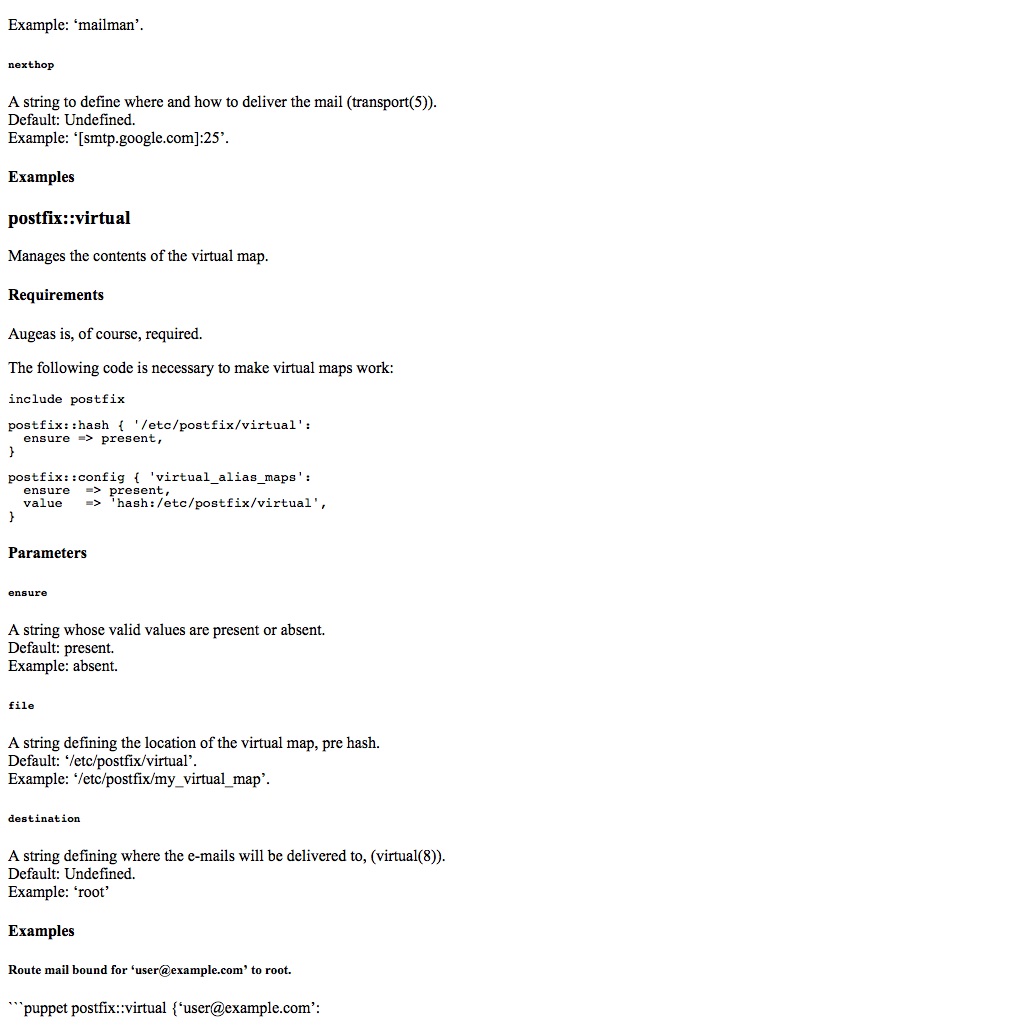 Example: ‘mailman’.
nexthop
A string to define where and how to deliver the mail (transport(5)).
Default: Undefined.
Example: ‘[smtp.google.com]:25’.
Examples
postfix::virtual
Manages the contents of the virtual map.
Requirements
Augeas is, of course, required.
The following code is necessary to make virtual maps work:
include postfix
postfix::hash { '/etc/postfix/virtual':
  ensure => present,
}
postfix::config { 'virtual_alias_maps':
  ensure  => present,
  value   => 'hash:/etc/postfix/virtual',
}
Parameters
ensure
A string whose valid values are present or absent.
Default: present.
Example: absent.
file
A string defining the location of the virtual map, pre hash.
Default: ‘/etc/postfix/virtual’.
Example: ‘/etc/postfix/my_virtual_map’.
destination
A string defining where the e-mails will be delivered to, (virtual(8)).
Default: Undefined.
Example: ‘root’
Examples
Route mail bound for ‘user@example.com’ to root.
```puppet postfix::virtual {‘user@example.com’: